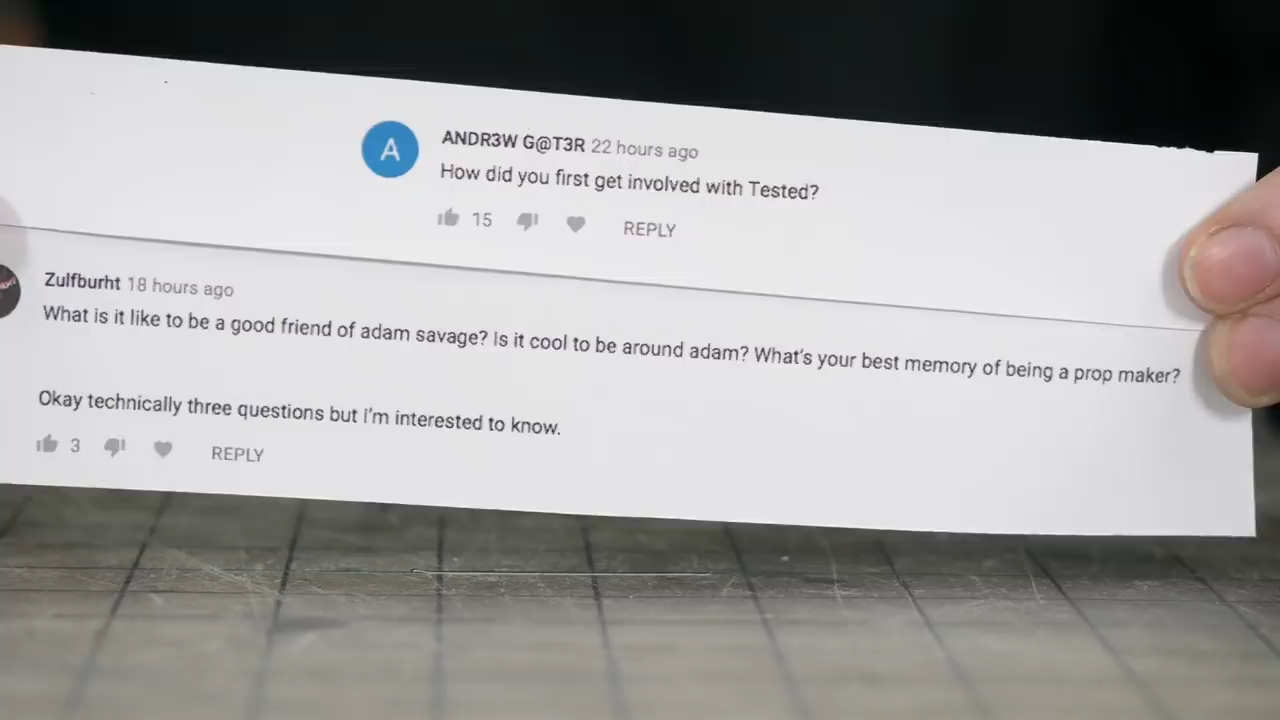 A
ANDR3W G@T3R 22 hours ago
How did you first get involved with Tested?
15 REPLY
Zulfburht 18 hours ago
What is it like to be a good friend of adam savage? Is it cool to be around adam? What's your best memory of being a prop maker?
Okay technically three questions but I'm interested to know.
3 REPLY